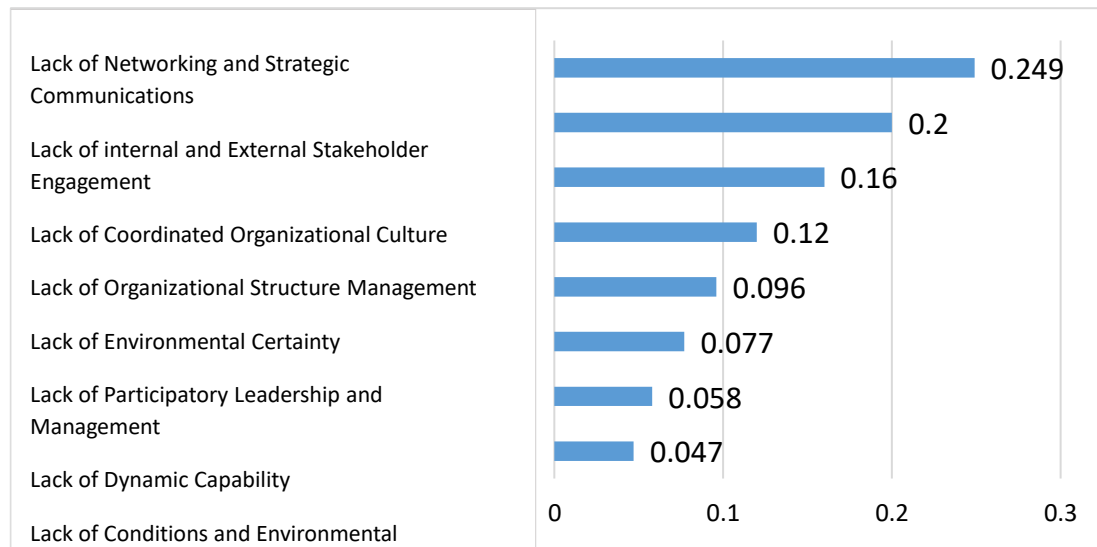 Lack of Networking and Strategic
Communications
Lack of internal and External Stakeholder
Engagement
Lack of Coordinated Organizational Culture
Lack of Organizational Structure Management
Lack of Environmental Certainty
Lack of Participatory Leadership and
Management
Lack of Dynamic Capability
Lack of Conditions and Environmental
0.249
0.2
0.16
0.12
0.096
0.077
0.058
0.047
0 0.1 0.2 0.3